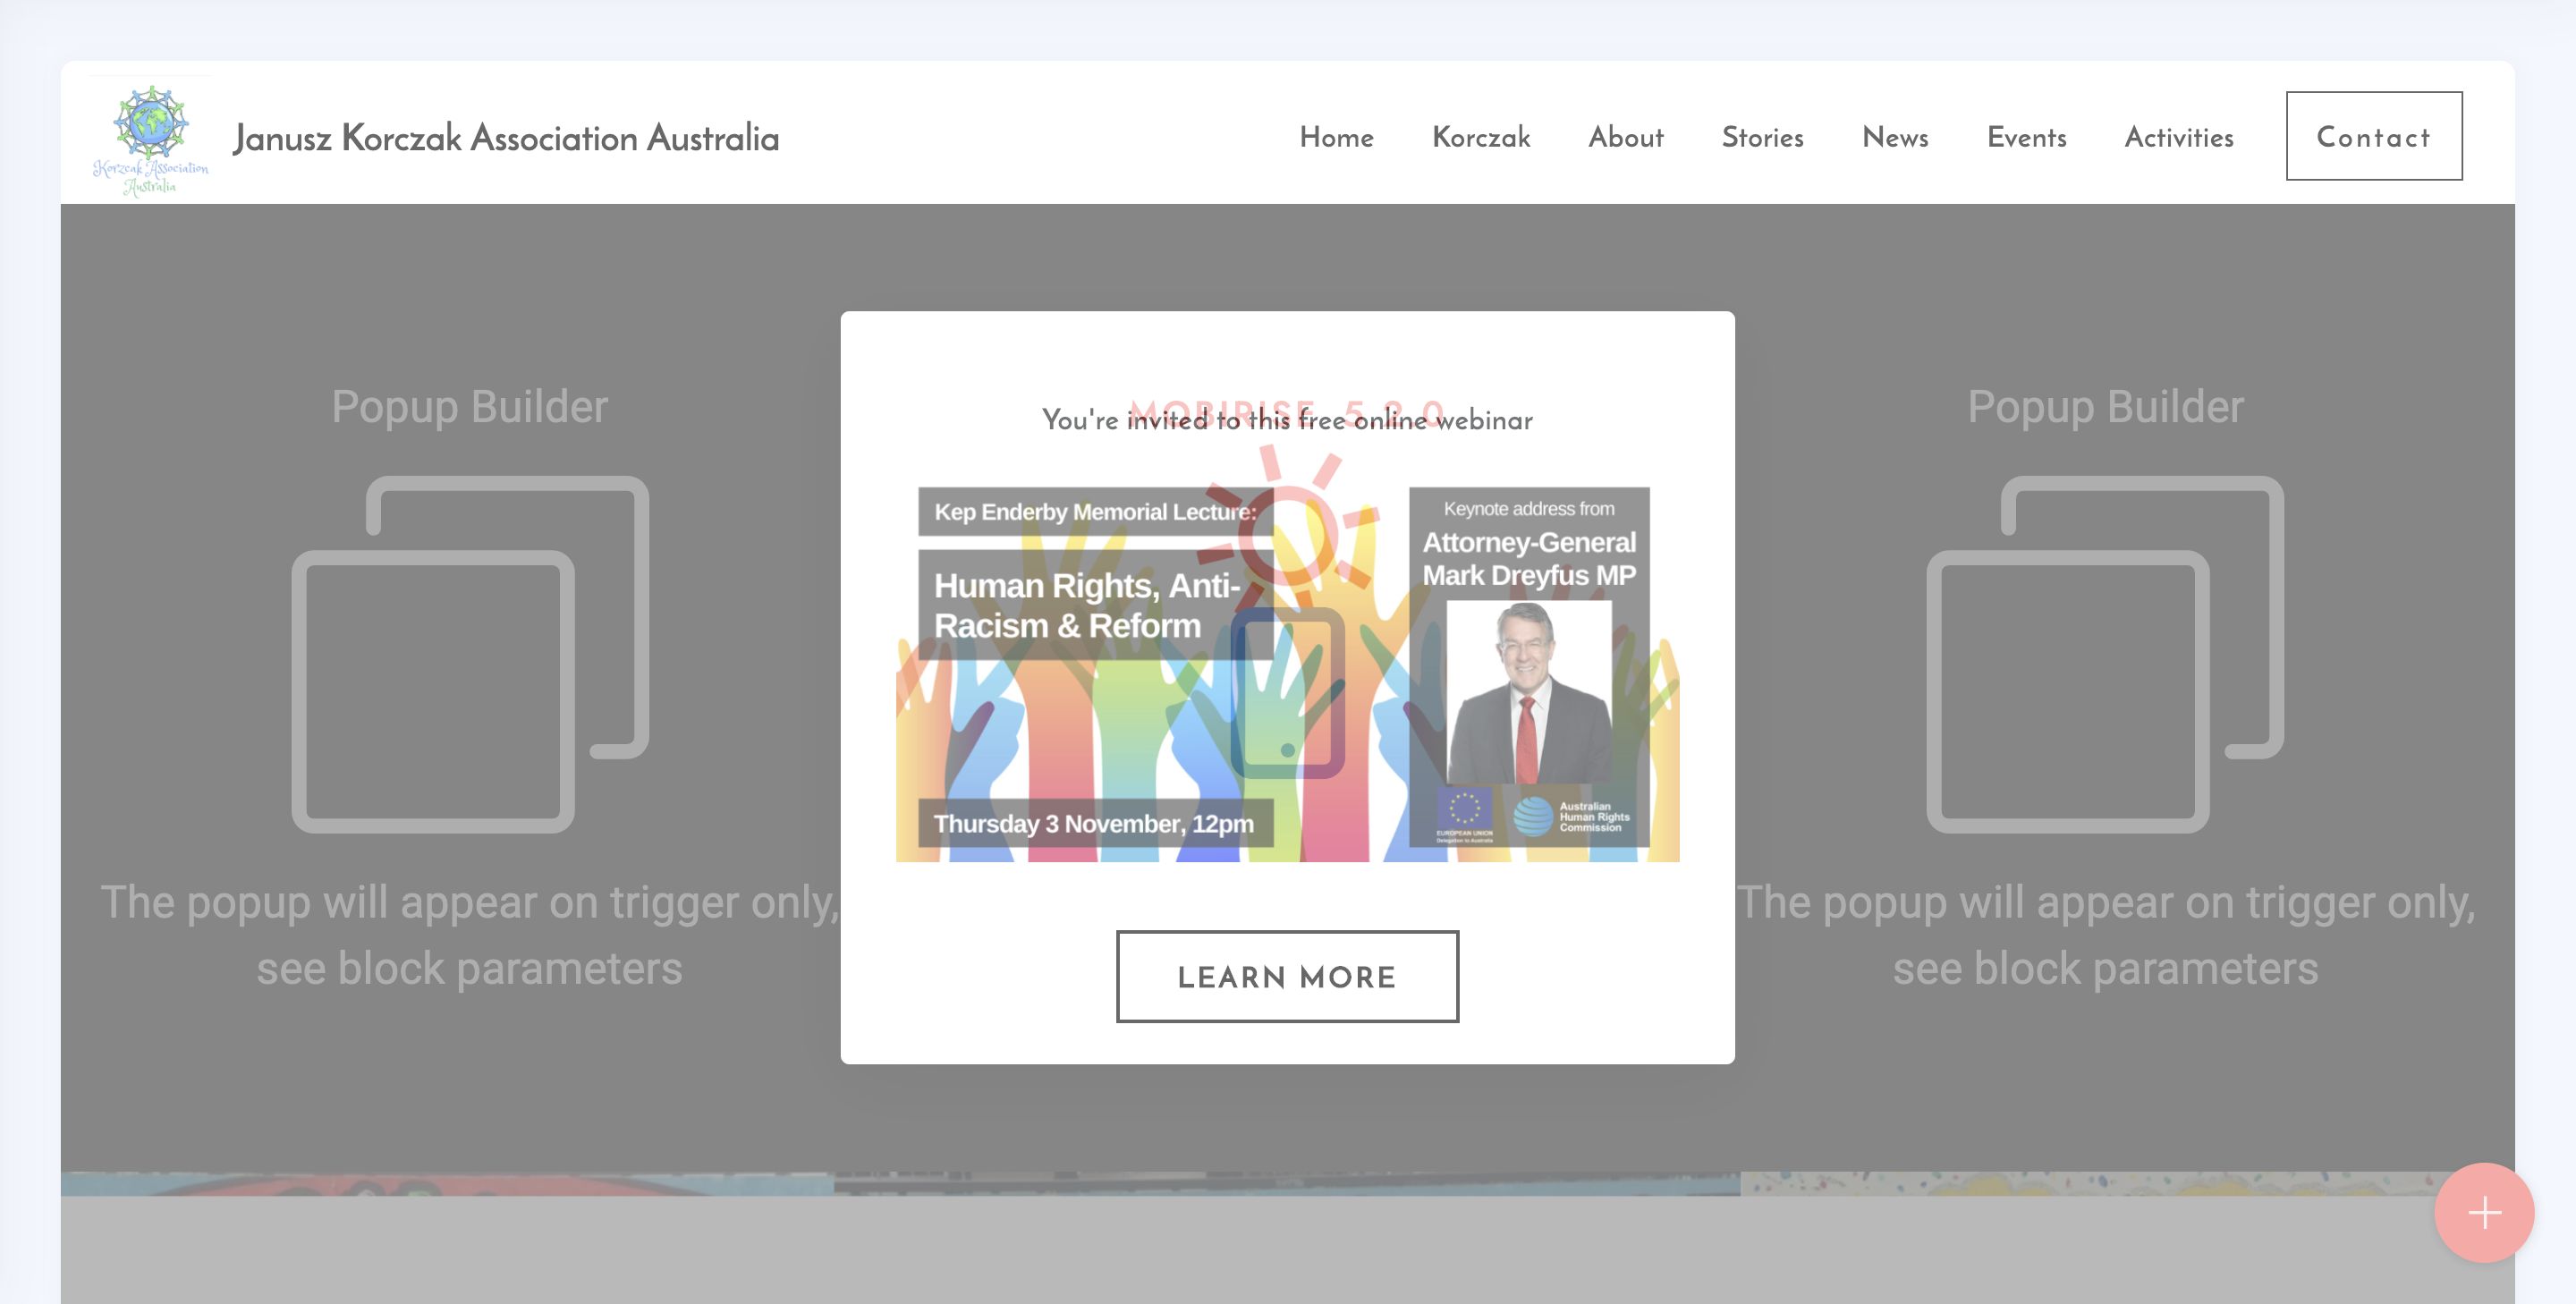 Korzcak Association
Australia
Janusz Korczak Association Australia
Home
Korczak
About
Stories
News
Events
Activities
Contact
Popup Builder
The popup will appear on trigger only,
see block parameters
MOBIRISE 5.2.0
You're invited to this free online webinar
Kep Enderby Memorial Lecture:
Human Rights, Anti-
Racism & Reform
Thursday 3 November, 12pm
Keynote address from
Attorney-General
Mark Dreyfus MP
EUROPEAN UNION
Delegation to Australia
Australian
Human Rights
Commission
LEARN MORE
Popup Builder
The popup will appear on trigger only,
see block parameters